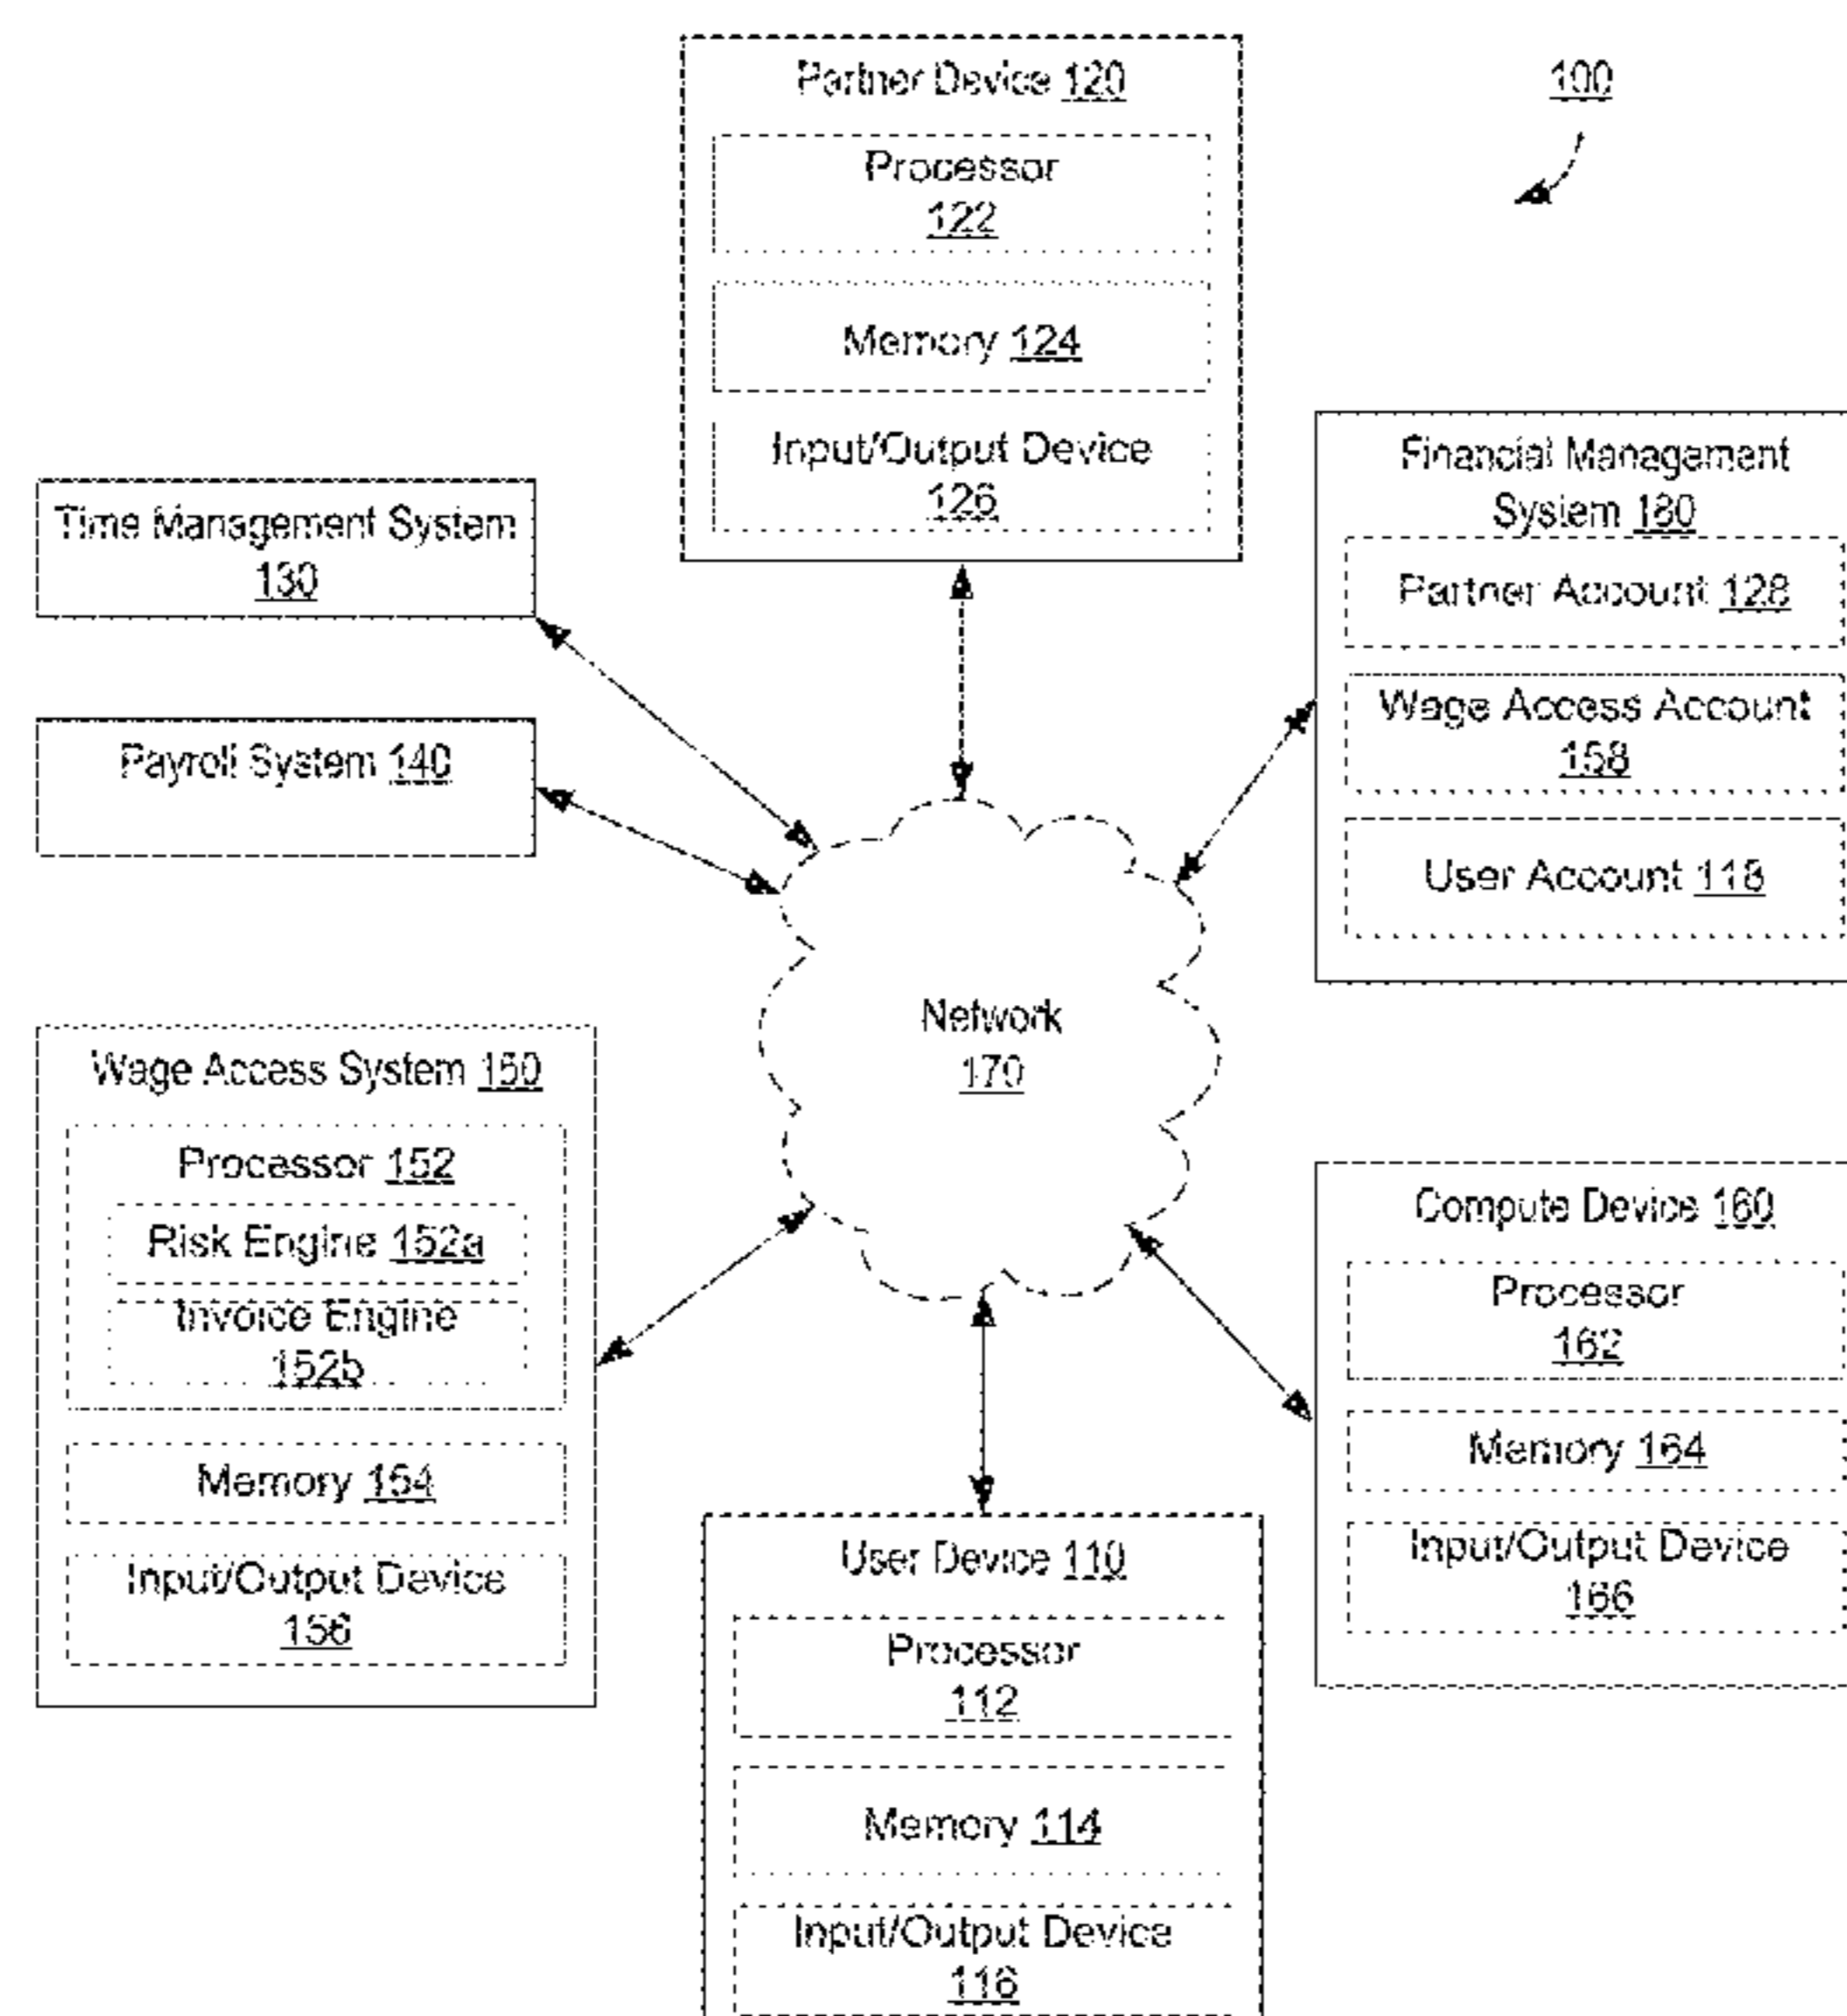 Partner Device 120
100
Processor
122
Memory 124
Input/Output Device
126
Time Management System
130
Payroll System 140
Financial Management
System 180
Partner Account 128
Wage Access Account
158
User Account 118
Network
170
Wage Access System 150
Processor 152
Risk Engine 152a
Invoice Engine
152b
Memory 154
Input/Output Device
156
Compute Device 160
Processor
162
Memory 164
Input/Output Device
166
User Device 110
Processor
112
Memory 114
Input/Output Device
116